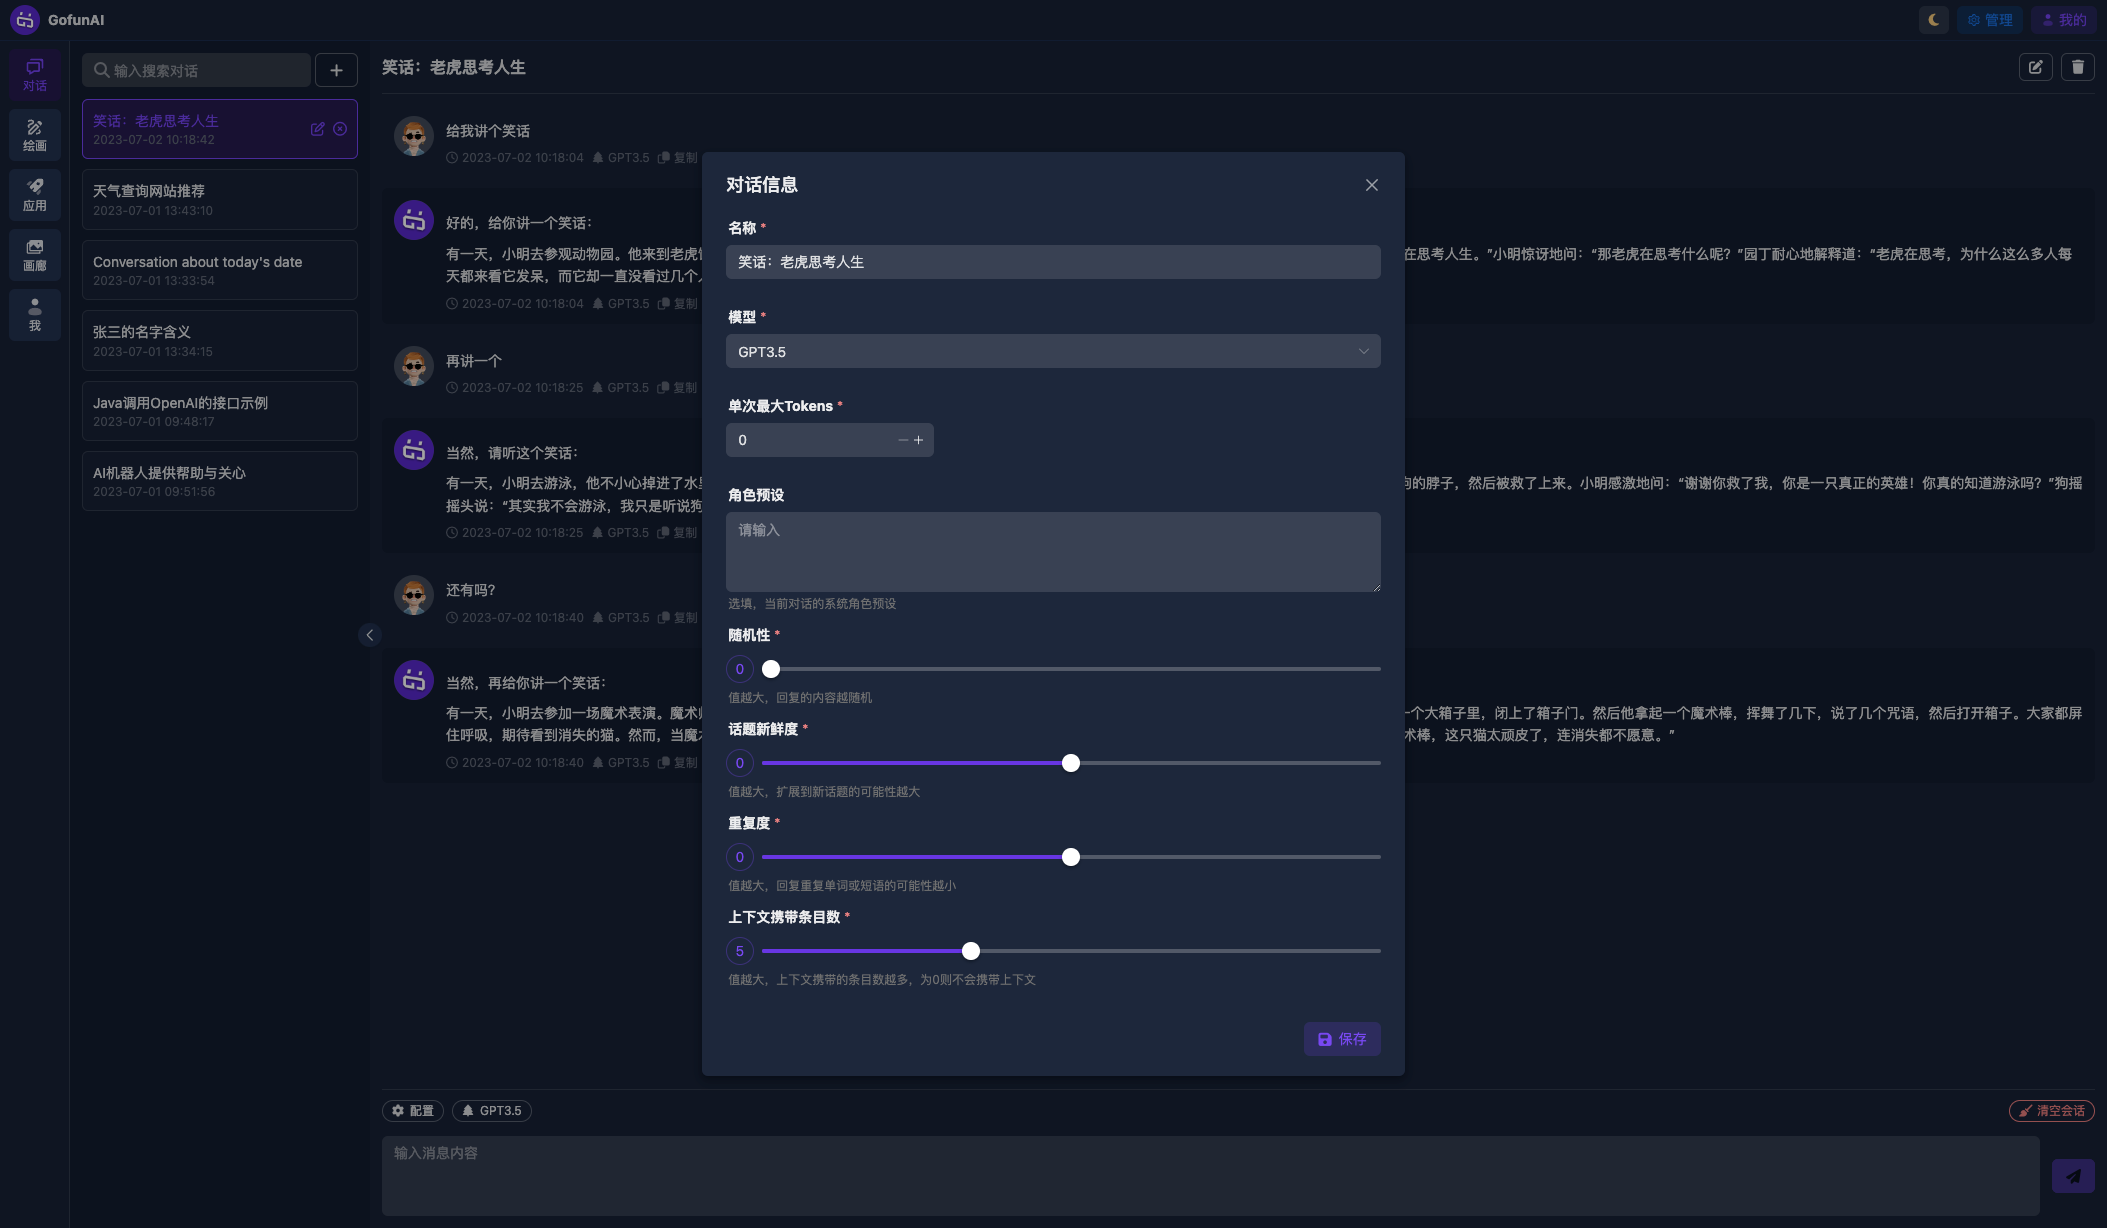 GofunAI
管理
我的
对话
绘画
应用
画廊
我
输入搜索对话
笑话：老虎思考人生
2023-07-02 10:18:42
天气查询网站推荐
2023-07-01 13:43:10
Conversation about today's date
2023-07-01 13:33:54
张三的名字含义
2023-07-01 13:34:15
Java调用OpenAI的接口示例
2023-07-01 09:48:17
AI机器人提供帮助与关心
2023-07-01 09:51:56
笑话：老虎思考人生
给我讲个笑话
2023-07-02 10:18:04 GPT3.5 复制
好的，给你讲一个笑话：
有一天，小明去参观动物园。他来到老虎
在思考人生。”小明惊讶地问：“那老虎在思考什么呢？”园丁耐心地解释道：“老虎在思考，为什么这么多人每
天都来看它发呆，而它却一直没看过几个
2023-07-02 10:18:04 GPT3.5 复制
再讲一个
2023-07-02 10:18:25 GPT3.5 复制
当然，请听这个笑话：
有一天，小明去游泳，他不小心掉进了水
的脖子，然后被救了上来。小明感激地问：“谢谢你救了我，你是一只真正的英雄！你真的知道游泳吗？”狗摇
摇头说：“其实我不会游泳，我只是听说
2023-07-02 10:18:25 GPT3.5 复制
还有吗？
2023-07-02 10:18:40 GPT3.5 复制
当然，再给你讲一个笑话：
有一天，小明去参加一场魔术表演。魔术
一个大箱子里，闭上了箱子门。然后他拿起一个魔术棒，挥舞了几下，说了几个咒语，然后打开箱子。大家都屏
住呼吸，期待看到消失的猫。然而，当魔
术棒，这只猫太顽皮了，连消失都不愿意。”
2023-07-02 10:18:40 GPT3.5 复制
对话信息
名称 *
笑话：老虎思考人生
模型 *
GPT3.5
单次最大Tokens *
0
角色预设
请输入
选填，当前对话的系统角色预设
随机性 *
0
值越大，回复的内容越随机
话题新鲜度 *
0
值越大，扩展到新话题的可能性越大
重复度 *
0
值越大，回复重复单词或短语的可能性越小
上下文携带条目数 *
5
值越大，上下文携带的条目数越多，为0则不会携带上下文
保存
配置
GPT3.5
清空会话
输入消息内容